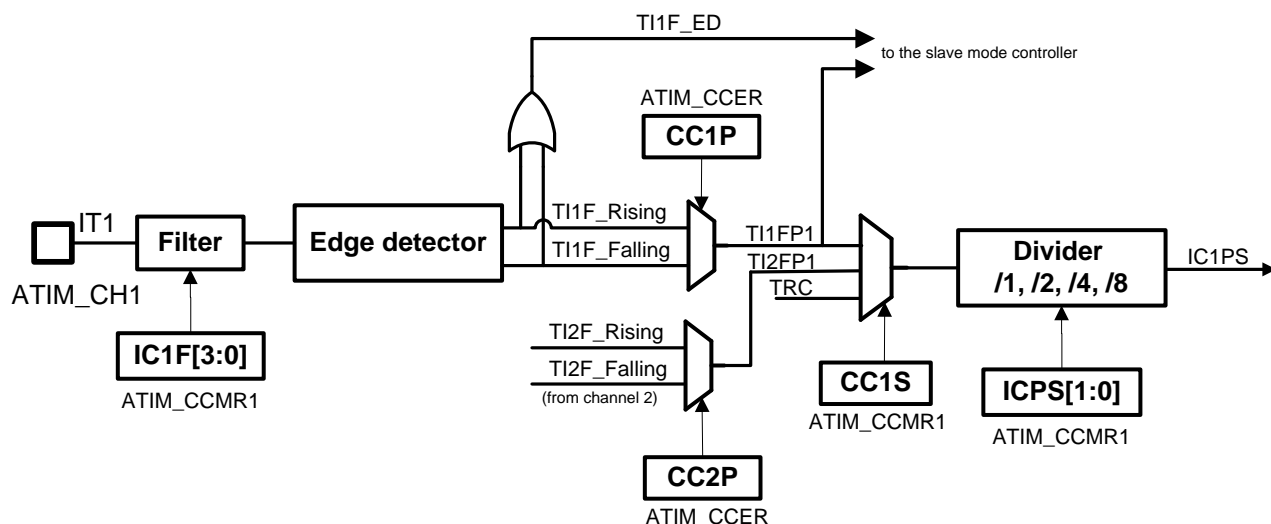 TI1F_ED
to the slave mode controller
ATIM_CCER
CC1P
IT1
Filter
Edge detector
TI1F_Rising
TI1F_Falling
TI1FP1
TI2FP1
TRC
Divider
/1, /2, /4, /8
IC1PS
ATIM_CH1
IC1F[3:0]
ATIM_CCMR1
TI2F_Rising
TI2F_Falling
(from channel 2)
CC1S
ATIM_CCMR1
ICPS[1:0]
ATIM_CCMR1
CC2P
ATIM_CCER